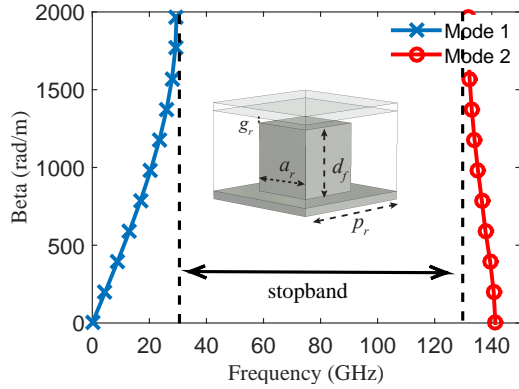 2000
1500
1000
500
0
Beta (rad/m)
Mode 1
Mode 2
g_r
a_r
d_f
p_r
stopband
0 20 40 60 80 100 120 140
Frequency (GHz)